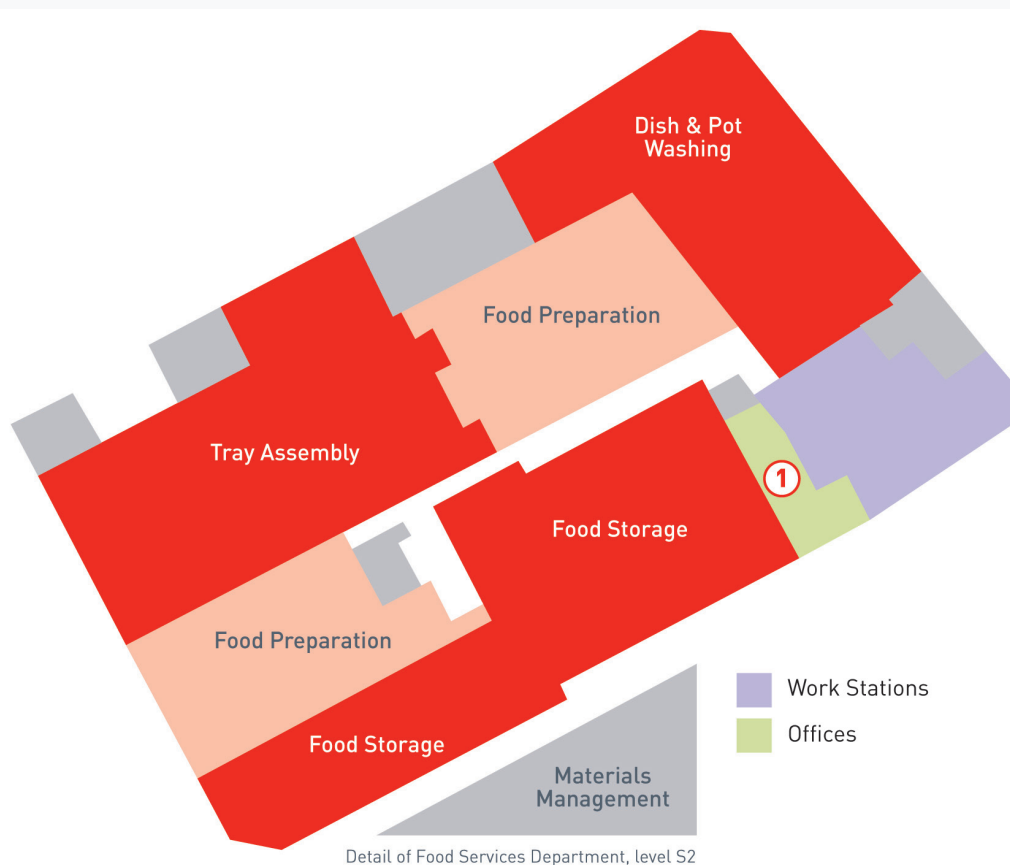 Dish & Pot
Washing
Food Preparation
Tray Assembly
1
Food Storage
Food Preparation
Work Stations
Offices
Food Storage
Materials
Management
Detail of Food Services Department, level S2